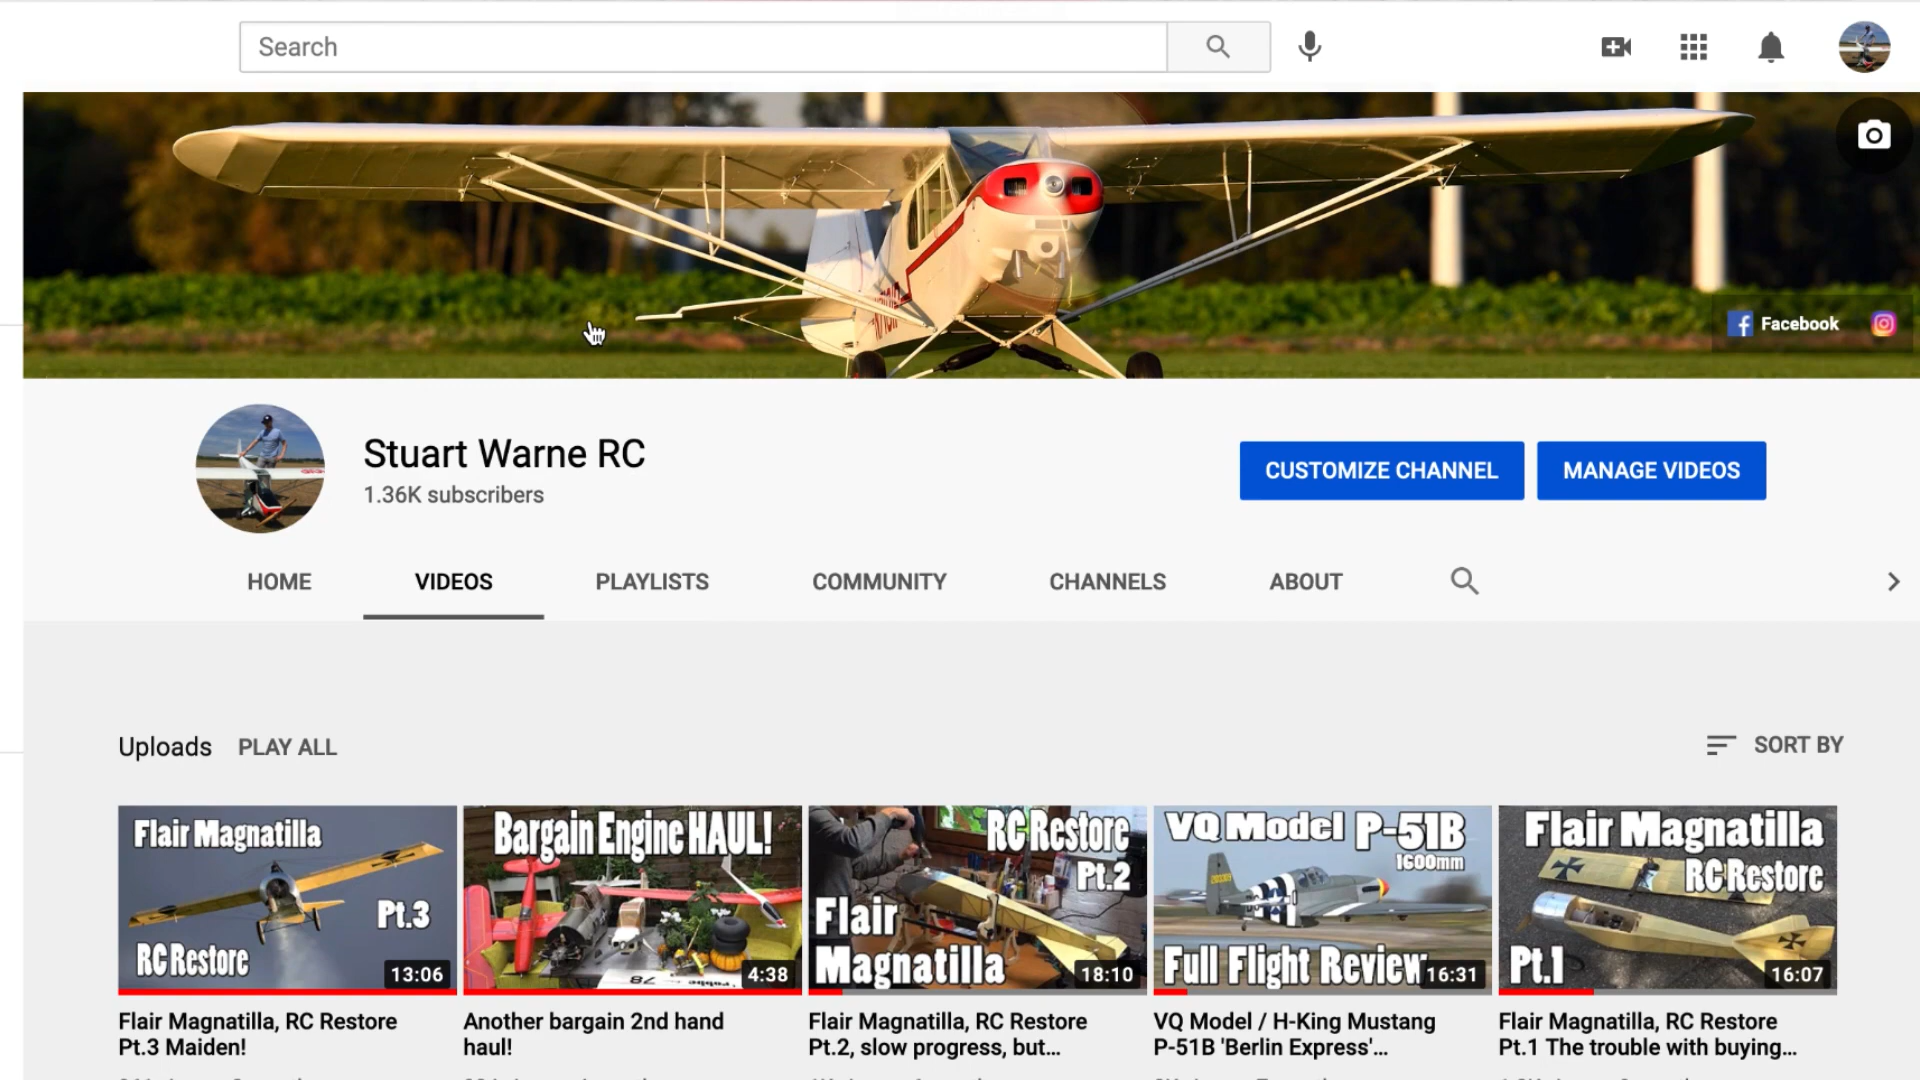 Search
Facebook
Stuart Warne RC
1.36K subscribers
CUSTOMIZE CHANNEL
MANAGE VIDEOS
HOME
VIDEOS
PLAYLISTS
COMMUNITY
CHANNELS
ABOUT
Uploads
PLAY ALL
SORT BY
Flair Magnatilla
Pt.3
RC Restore
13:06
Bargain Engine HAUL!
4:38
RC Restore
Pt.2
Flair
Magnatilla
18:10
VQ Model P-51B
1600mm
Full Flight Review
16:31
Flair Magnatilla
RC Restore
Pt.1
16:07
Flair Magnatilla, RC Restore
Pt.3 Maiden!
Another bargain 2nd hand
haul!
Flair Magnatilla, RC Restore
Pt.2, slow progress, but...
VQ Model / H-King Mustang
P-51B 'Berlin Express'...
Flair Magnatilla, RC Restore
Pt.1 The trouble with buying...